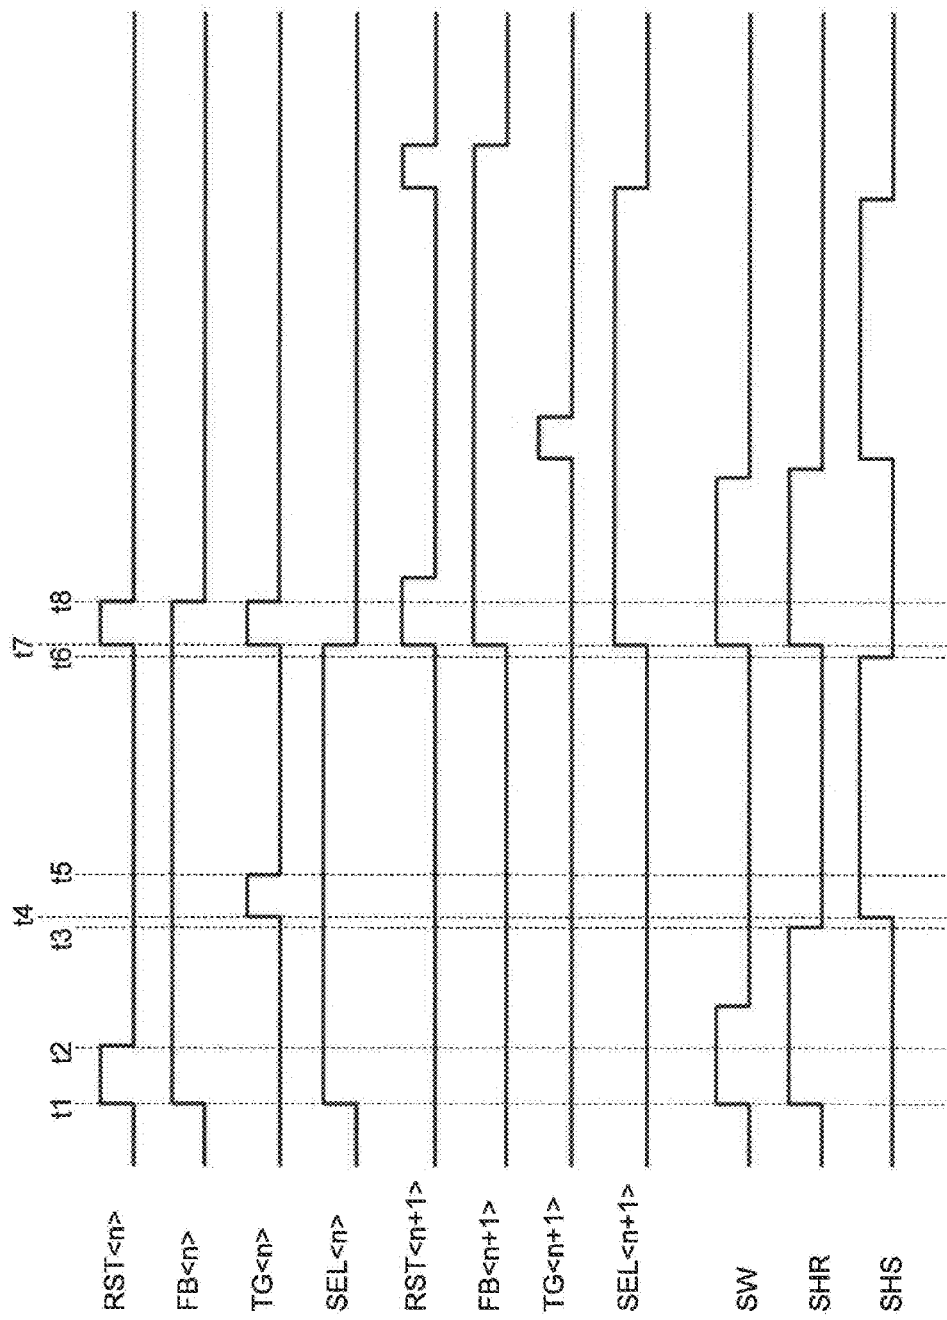 t1
t2
t3
t4
t5
t6
t7
t8
RST<n>
FB<n>
TG<n>
SEL<n>
RST<n+1>
FB<n+1>
TG<n+1>
SEL<n+1>
SW
SHR
SHS